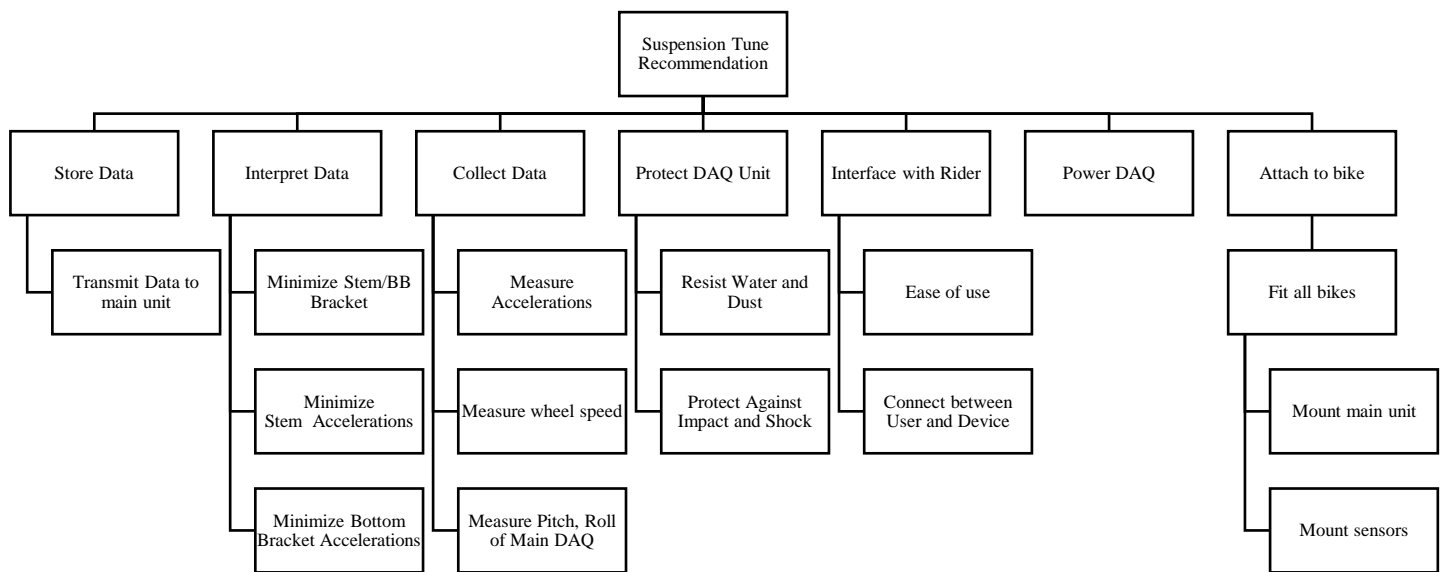 Suspension Tune
Recommendation
Store Data
Interpret Data
Collect Data
Protect DAQ Unit
Interface with Rider
Power DAQ
Attach to bike
Transmit Data to
main unit
Minimize Stem/BB
Bracket
Measure
Accelerations
Resist Water and
Dust
Ease of use
Fit all bikes
Minimize
Stem Accelerations
Measure wheel speed
Protect Against
Impact and Shock
Connect between
User and Device
Mount main unit
Minimize Bottom
Bracket Accelerations
Measure Pitch, Roll
of Main DAQ
Mount sensors